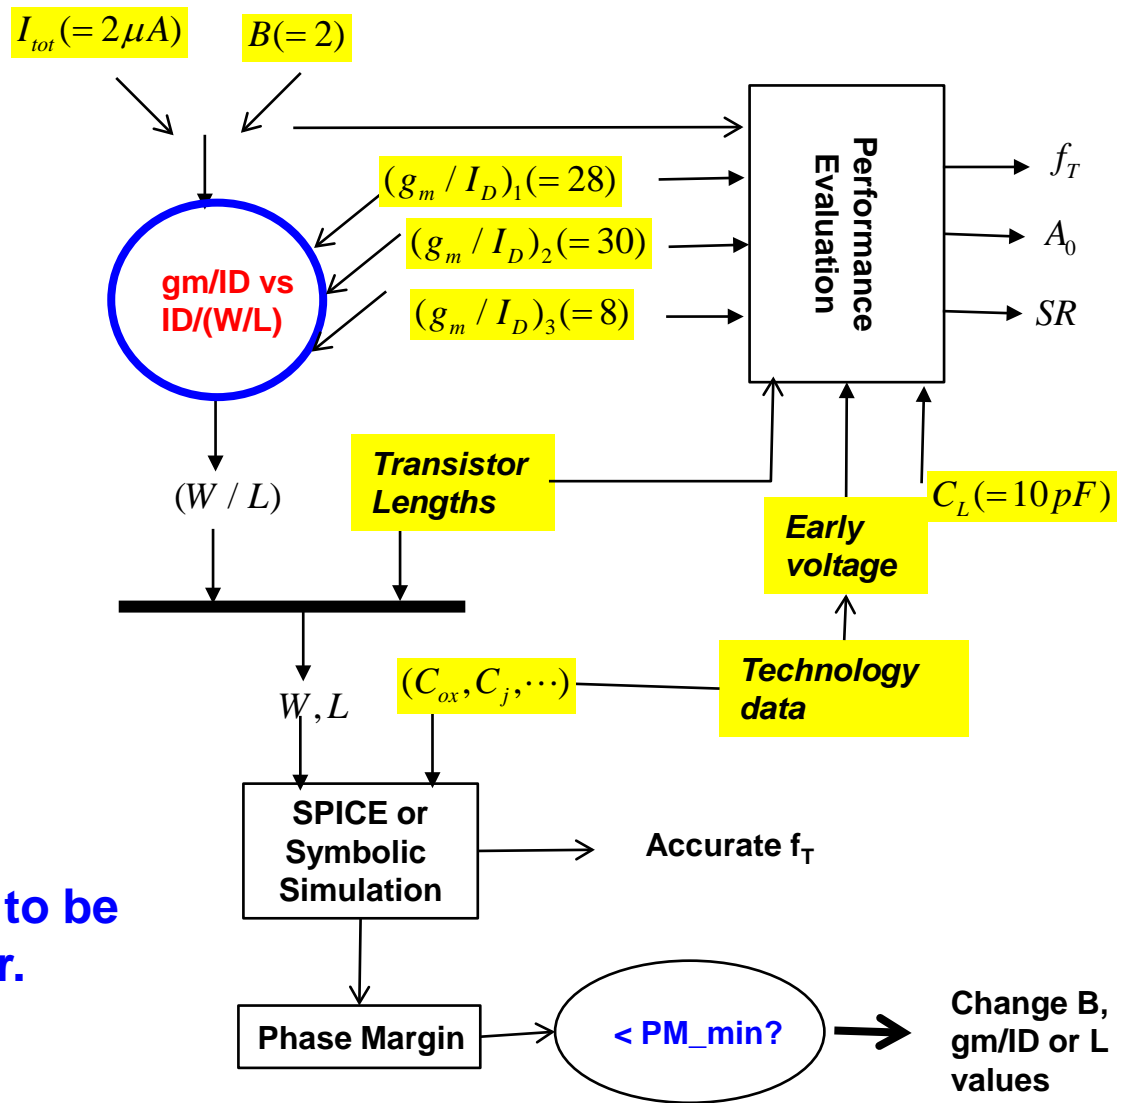 I_tot(= 2μA)
B(= 2)
(g_m / I_D)_1(= 28)
(g_m / I_D)_2(= 30)
(g_m / I_D)_3(= 8)
Performance
Evaluation
f_T
A_0
SR
gm/ID vs
ID/(W/L)
(W / L)
Transistor
Lengths
C_L(=10 pF)
Early
voltage
Technology
data
(C_ox, C_j, ⋯)
W, L
SPICE or
Symbolic
Simulation
Accurate f_T
to be
r.
Phase Margin
< PM_min?
Change B,
gm/ID or L
values